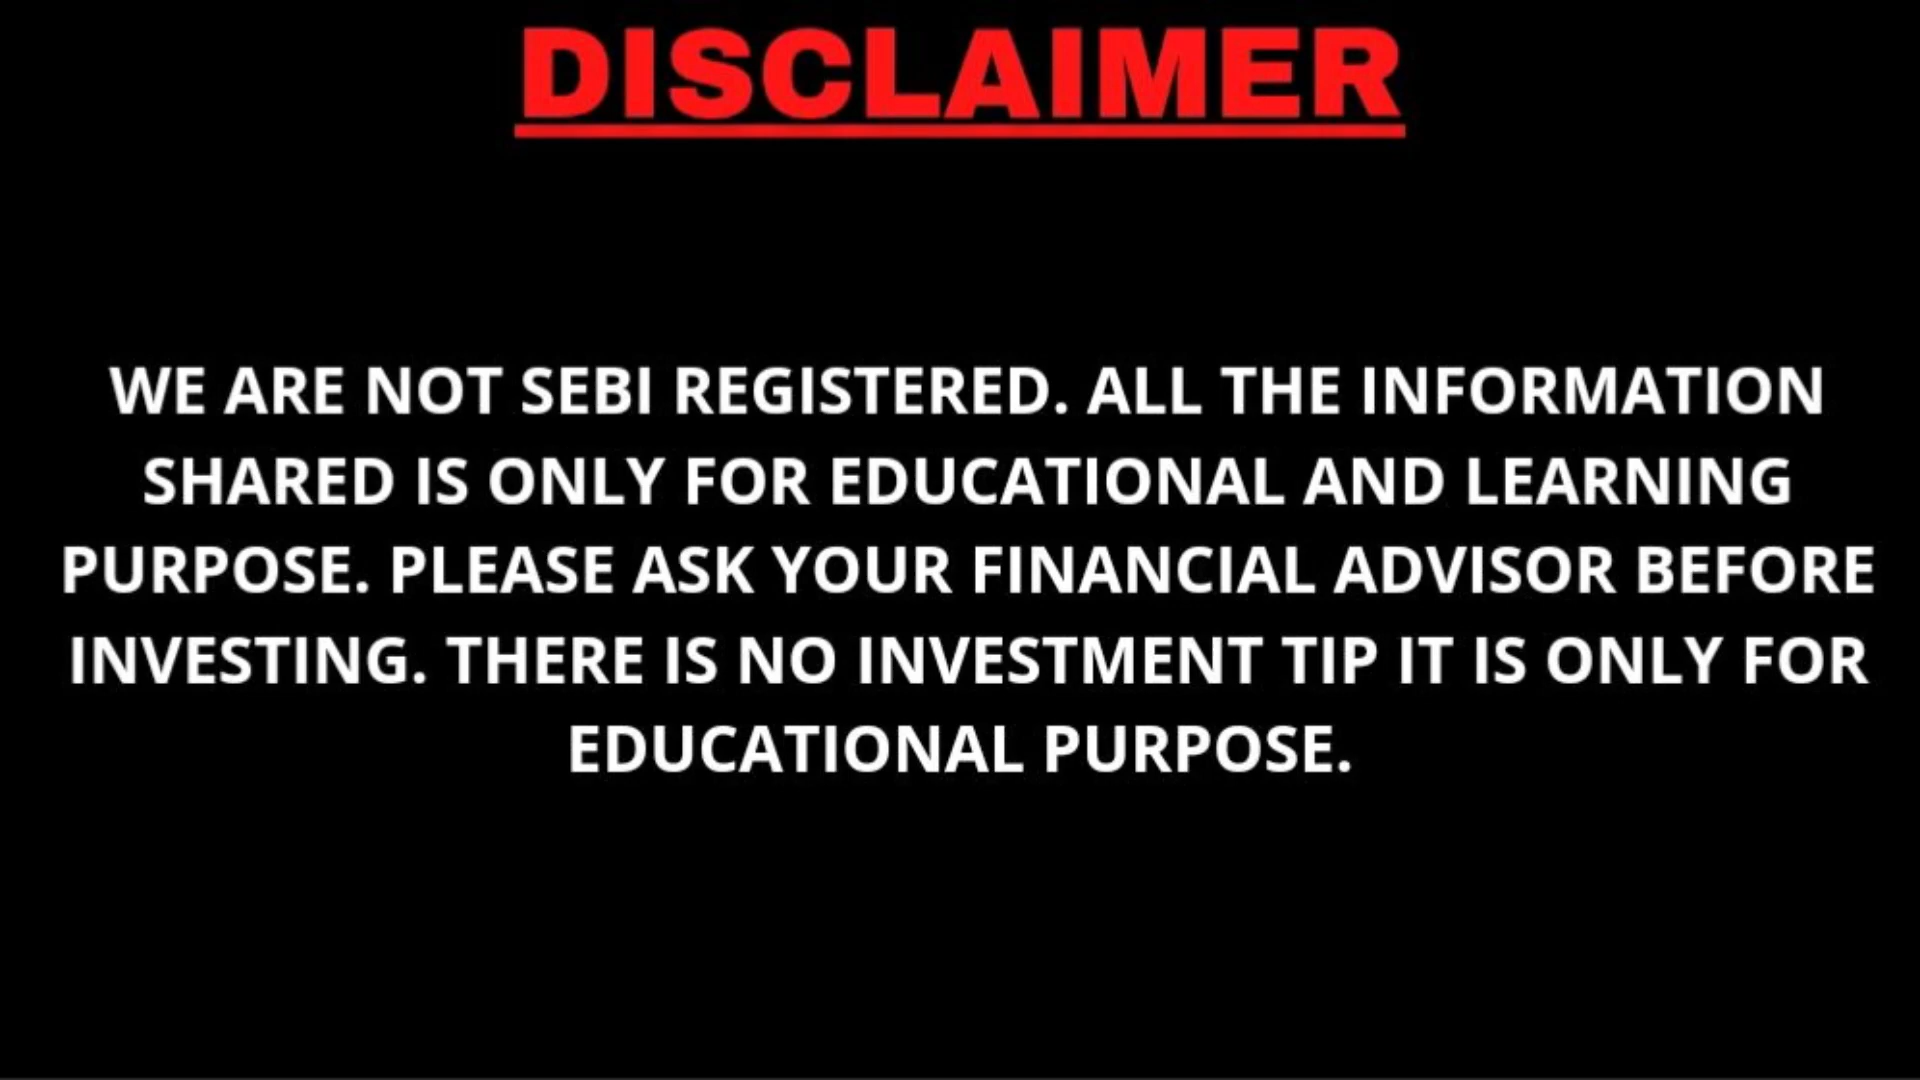 DISCLAIMER
WE ARE NOT SEBI REGISTERED. ALL THE INFORMATION
SHARED IS ONLY FOR EDUCATIONAL AND LEARNING
PURPOSE. PLEASE ASK YOUR FINANCIAL ADVISOR BEFORE
INVESTING. THERE IS NO INVESTMENT TIP IT IS ONLY FOR
EDUCATIONAL PURPOSE.